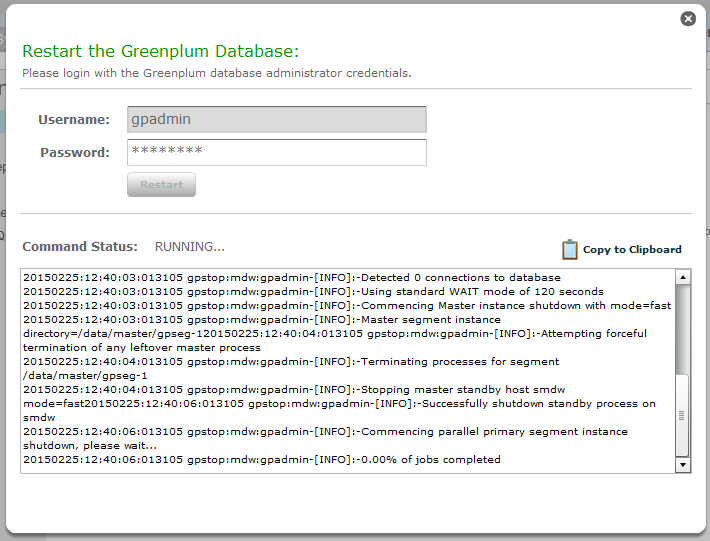 Restart the Greenplum Database:
Please login with the Greenplum database administrator credentials.
Username: gpadmin
Password: ********
Restart
Command Status: RUNNING...
Copy to Clipboard
20150225:12:40:03:013105 gpstop:mdw:gpadmin-[INFO]:-Detected 0 connections to database
20150225:12:40:03:013105 gpstop:mdw:gpadmin-[INFO]:-Using standard WAIT mode of 120 seconds
20150225:12:40:03:013105 gpstop:mdw:gpadmin-[INFO]:-Commencing Master instance shutdown with mode=fast
20150225:12:40:03:013105 gpstop:mdw:gpadmin-[INFO]:-Master segment instance
directory=/data/master/gpseg-120150225:12:40:04:013105 gpstop:mdw:gpadmin-[INFO]:-Attempting forceful
termination of any leftover master process
20150225:12:40:04:013105 gpstop:mdw:gpadmin-[INFO]:-Terminating processes for segment
/data/master/gpseg-1
20150225:12:40:04:013105 gpstop:mdw:gpadmin-[INFO]:-Stopping master standby host smdw
mode=fast20150225:12:40:06:013105 gpstop:mdw:gpadmin-[INFO]:-Successfully shutdown standby process on
smdw
20150225:12:40:06:013105 gpstop:mdw:gpadmin-[INFO]:-Commencing parallel primary segment instance
shutdown, please wait...
20150225:12:40:06:013105 gpstop:mdw:gpadmin-[INFO]:-0.00% of jobs completed